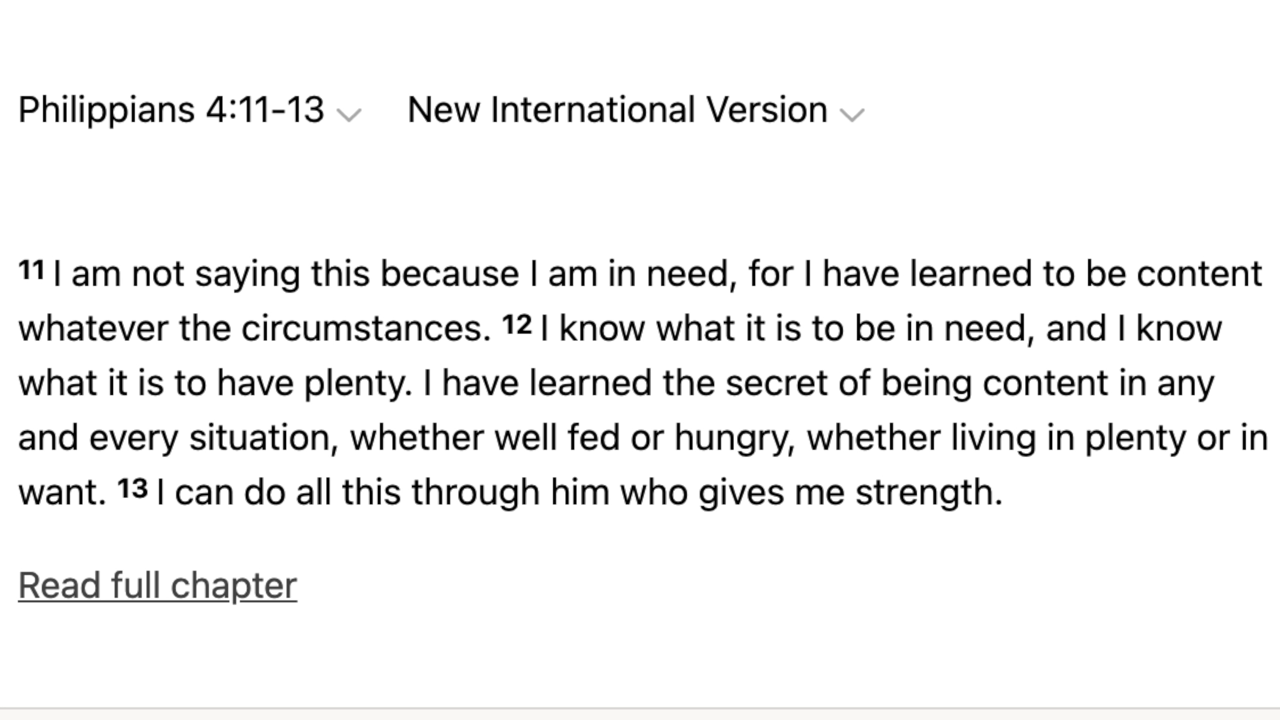 Philippians 4:11-13 New International Version
11 I am not saying this because I am in need, for I have learned to be content
whatever the circumstances. 12 I know what it is to be in need, and I know
what it is to have plenty. I have learned the secret of being content in any
and every situation, whether well fed or hungry, whether living in plenty or in
want. 13 I can do all this through him who gives me strength.
Read full chapter